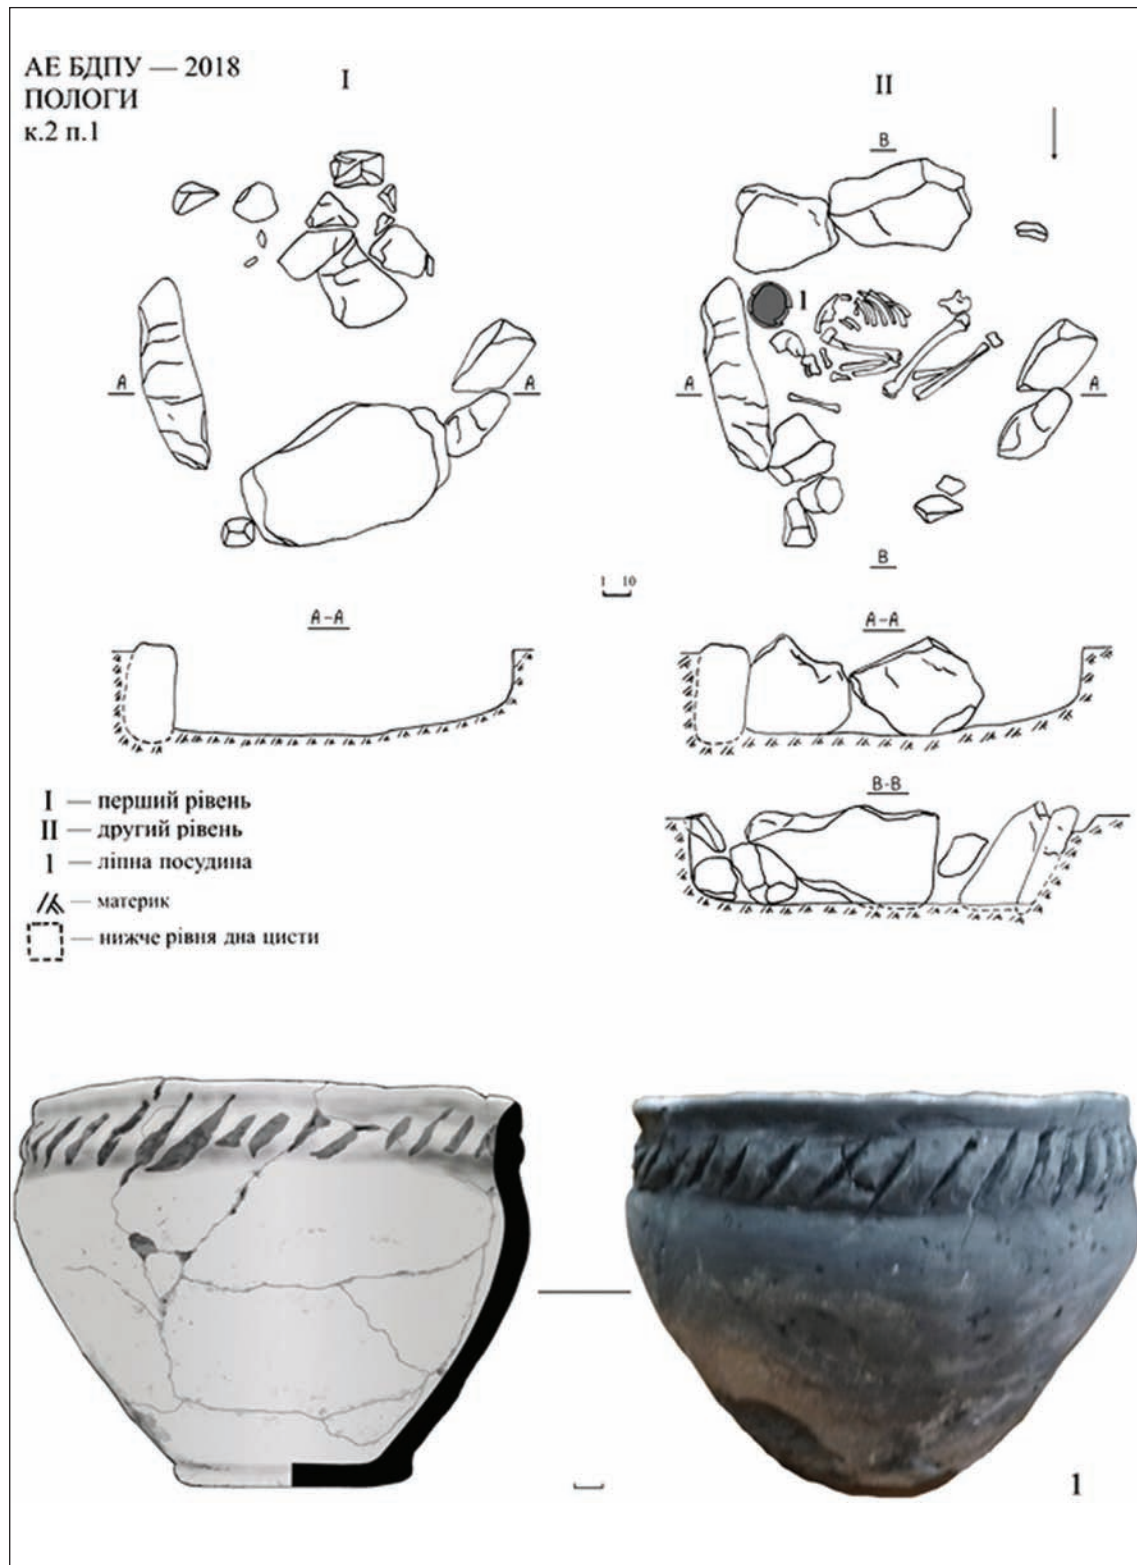 АЕ БДПУ — 2018
ПОЛОГИ
к.2 п.1
I
II
B
1
A
A
A
A
B
1 10
A-A
A-A
B-B
I — перший рівень
II — другий рівень
1 — ліпна посудина
— материк
— нижче рівня дна цисти
1